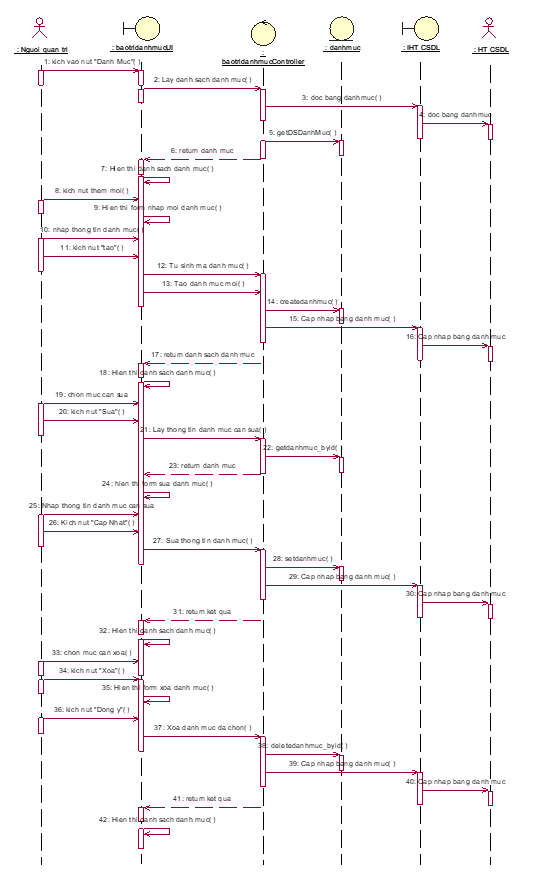 : Nguoi quan tri
: baotridanhmucUI
:
baotridanhmucController
: danhmuc
: IHT CSDL
: HT CSDL
1: kich vao nut "Danh Muc"( )
2: Lay danh sach danh muc( )
3: doc bang danhmuc( )
4: doc bang danhmuc
5: getDSDanhMuc( )
6: return danh muc
7: Hien thi danh sach danh muc( )
8: kich nut them moi( )
9: Hien thi form nhap moi danh muc( )
10: nhap thong tin danh muc( )
11: kich nut "tao"( )
12: Tu sinh ma danh muc( )
13: Tao danh muc moi( )
14: createdanhmuc( )
15: Cap nhap bang danh muc( )
16: Cap nhap bang danh muc
17: return danh sach danh muc
18: Hien thi danh sach danh muc( )
19: chon muc can sua
20: kich nut "Sua"( )
21: Lay thong tin danh muc can sua( )
22: getdanhmuc_byid( )
23: return danh muc
24: hien thi form sua danh muc( )
25: Nhap thong tin danh muc can sua
26: Kich nut "Cap Nhat"( )
27: Sua thong tin danh muc( )
28: setdanhmuc( )
29: Cap nhap bang danh muc( )
30: Cap nhap bang danh muc
31: return ket qua
32: Hien thi danh sach danh muc( )
33: chon muc can xoa( )
34: kich nut "Xoa"( )
35: Hien thi form xoa danh muc( )
36: kich nut "Dong y"( )
37: Xoa danh muc da chon( )
38: deletedanhmuc_byid( )
39: Cap nhap bang danh muc( )
40: Cap nhap bang danh muc
41: return ket qua
42: Hien thi danh sach danh muc( )